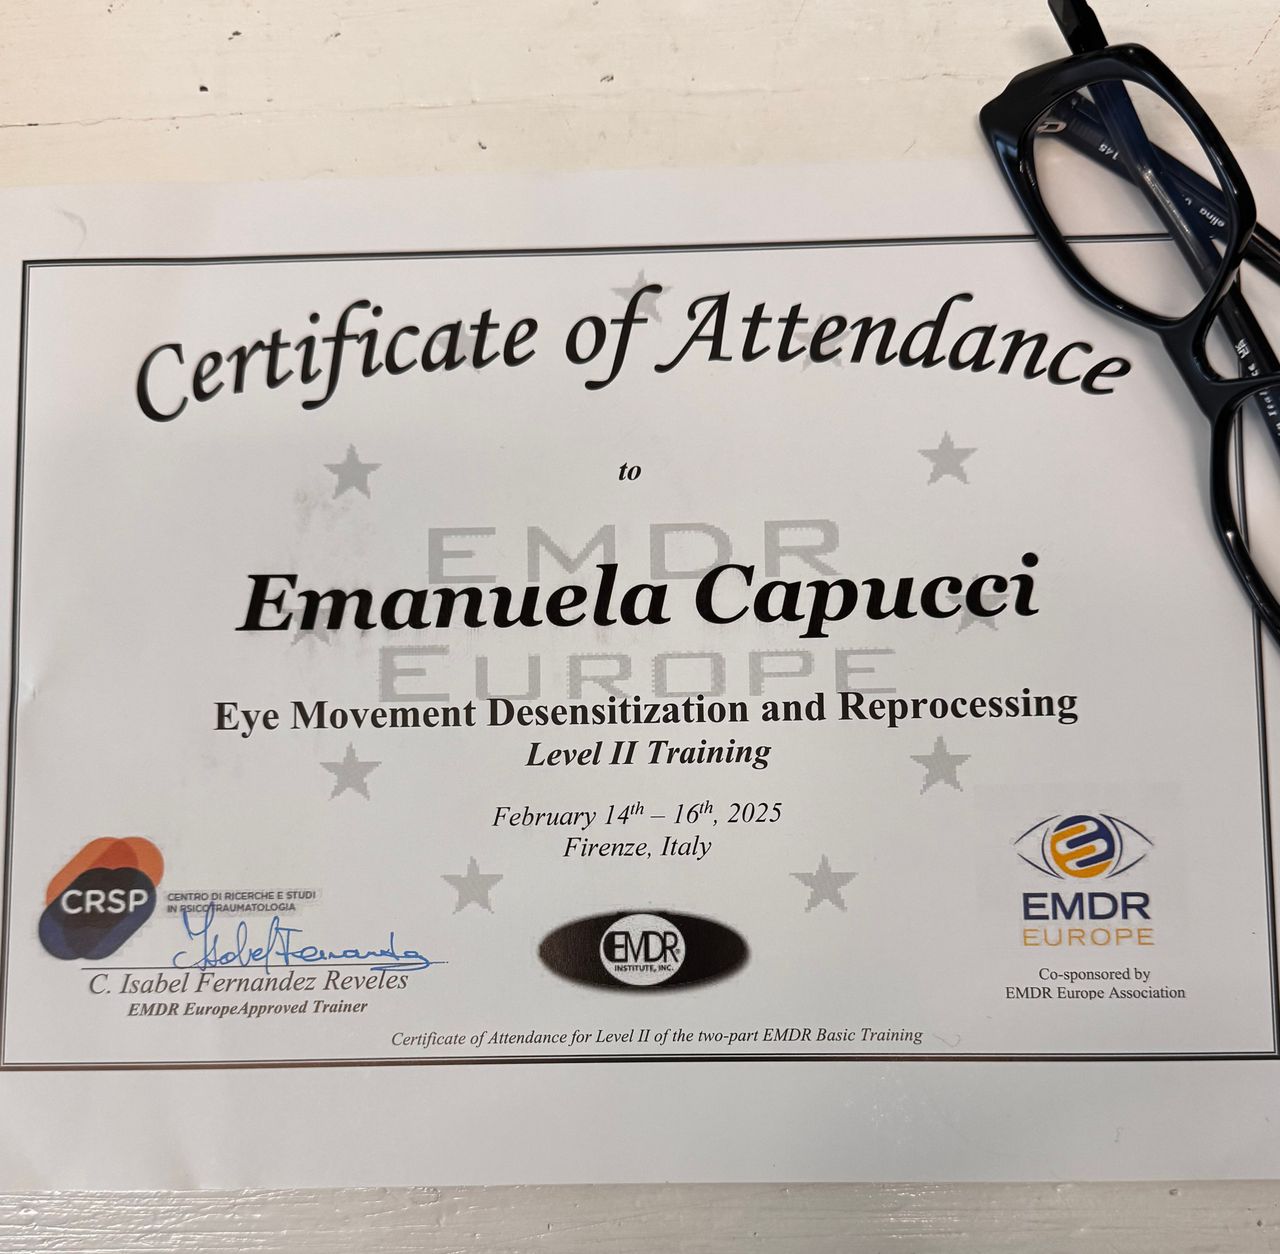 Certificate of Attendance
to
EMDR
Emanuela Capucci
EUROPE
Eye Movement Desensitization and Reprocessing
Level II Training
February 14th – 16th, 2025
Firenze, Italy
CRSP
CENTRO DI RICERCHE E STUDI
IN PSICOTRAUMATOLOGIA
Isabel Fernandez
C. Isabel Fernandez Reveles
EMDR EuropeApproved Trainer
EMDR®
INSTITUTE, INC.
EMDR
EUROPE
Co-sponsored by
EMDR Europe Association
Certificate of Attendance for Level II of the two-part EMDR Basic Training
145